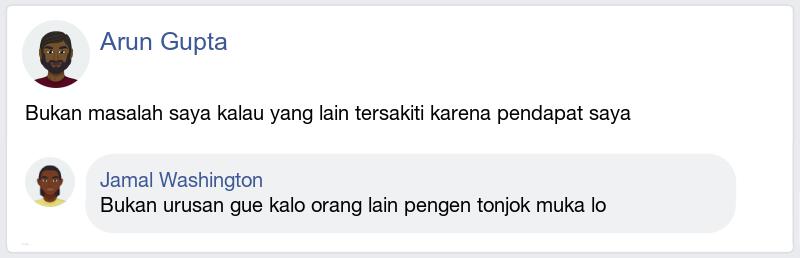 Arun Gupta
Bukan masalah saya kalau yang lain tersakiti karena pendapat saya
Jamal Washington
Bukan urusan gue kalo orang lain pengen tonjok muka lo